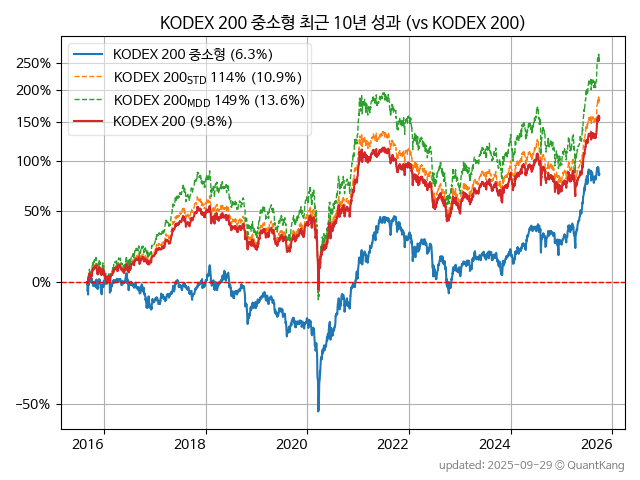 KODEX 200 중소형 최근 10년 성과 (vs KODEX 200)
KODEX 200 중소형 (6.3%)
KODEX 200STD 114% (10.9%)
KODEX 200MDD 149% (13.6%)
KODEX 200 (9.8%)
250%
200%
150%
100%
50%
0%
−50%
2016 2018 2020 2022 2024 2026
updated: 2025-09-29 © QuantKang